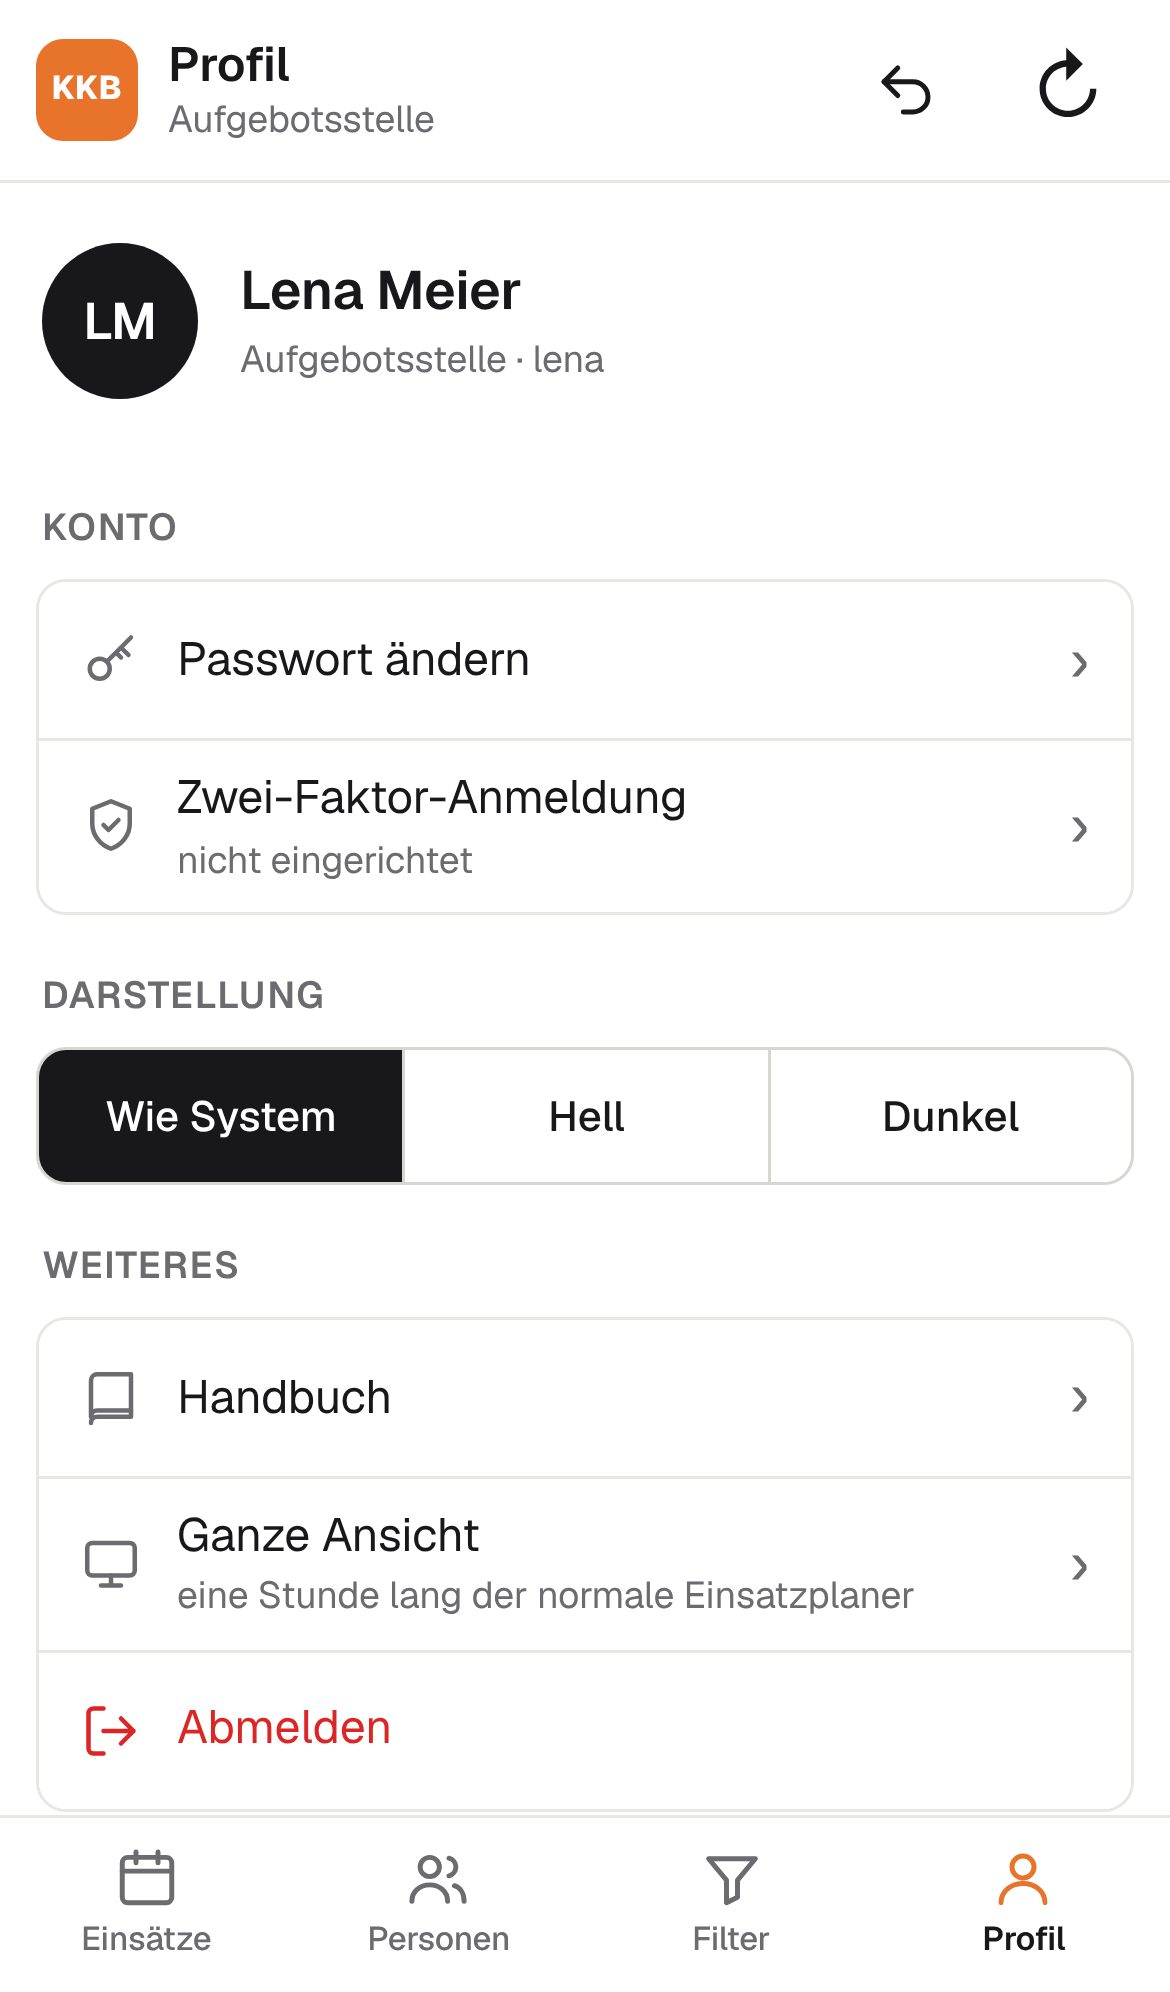 KKB
Profil
Aufgebotsstelle
LM
Lena Meier
Aufgebotsstelle · lena
KONTO
Passwort ändern
Zwei-Faktor-Anmeldung
nicht eingerichtet
DARSTELLUNG
Wie System
Hell
Dunkel
WEITERES
Handbuch
Ganze Ansicht
eine Stunde lang der normale Einsatzplaner
Abmelden
Einsätze
Personen
Filter
Profil